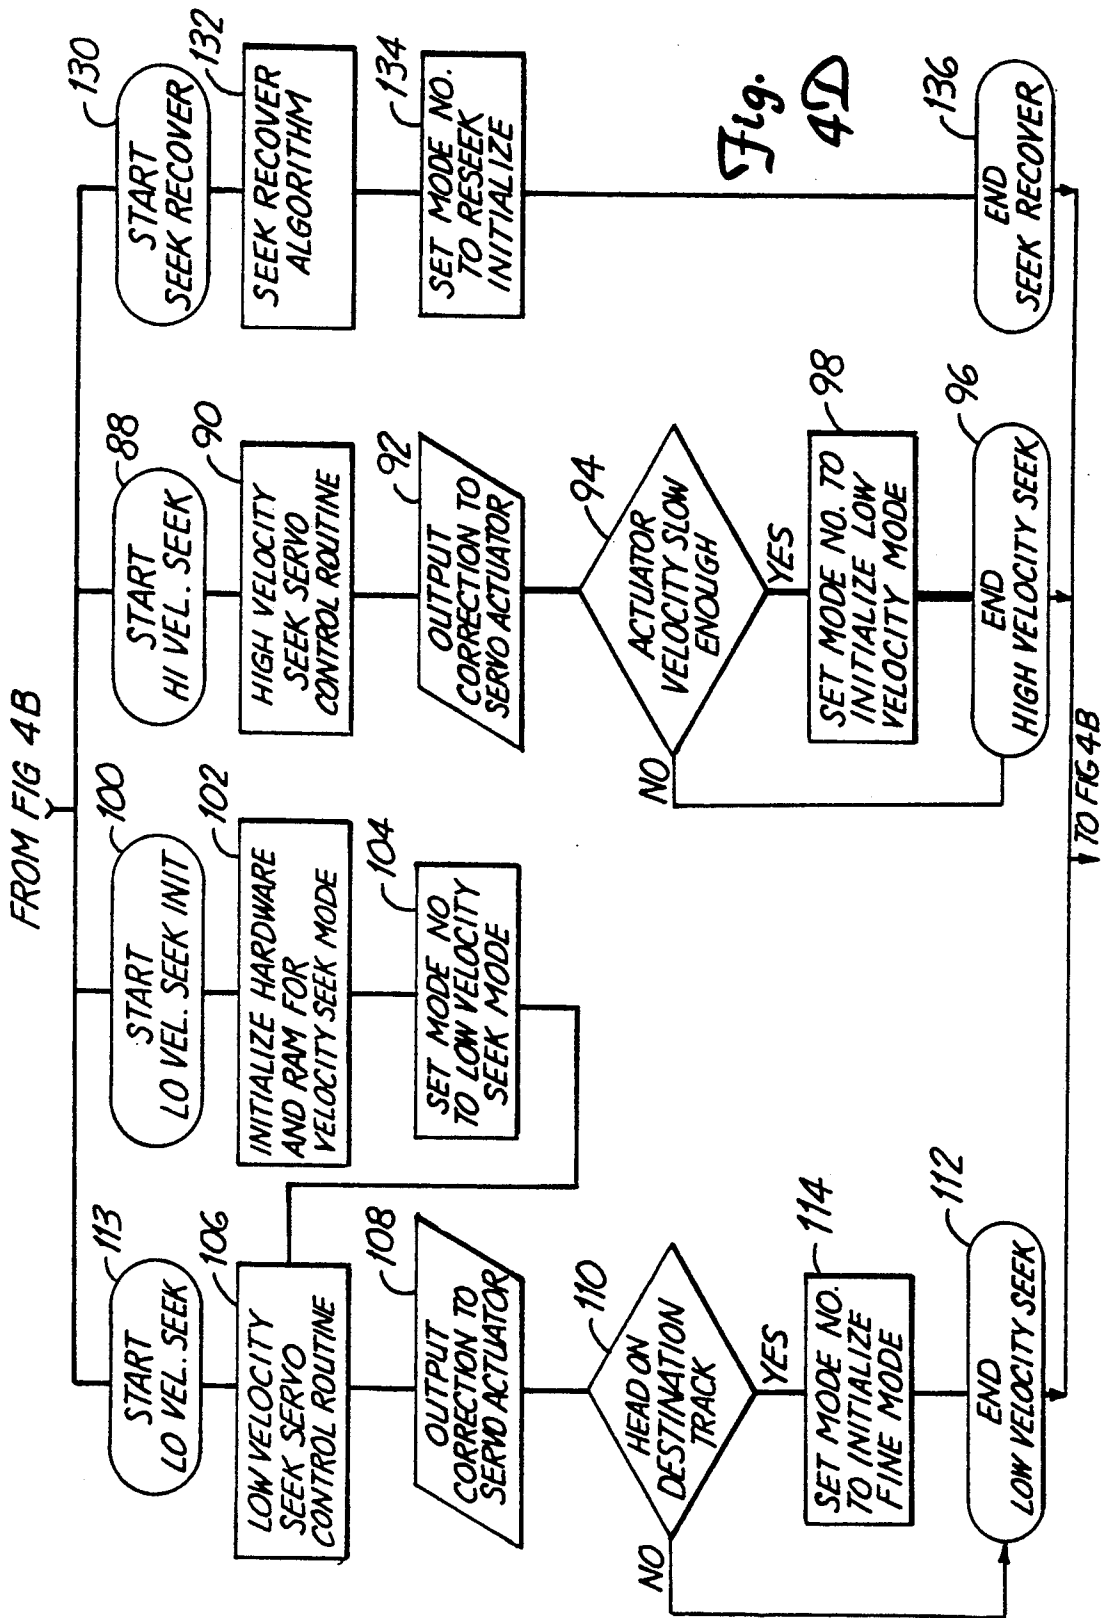 FROM FIG 4B
113
START
LO VEL. SEEK
106
LOW VELOCITY
SEEK SERVO
CONTROL ROUTINE
108
OUTPUT
CORRECTION TO
SERVO ACTUATOR
110
HEAD ON
DESTINATION
TRACK
NO
YES
114
SET MODE NO.
TO INITIALIZE
FINE MODE
112
END
LOW VELOCITY SEEK
100
START
LO VEL. SEEK INIT
102
INITIALIZE HARDWARE
AND RAM FOR
VELOCITY SEEK MODE
104
SET MODE NO
TO LOW VELOCITY
SEEK MODE
88
START
HI VEL. SEEK
90
HIGH VELOCITY
SEEK SERVO
CONTROL ROUTINE
92
OUTPUT
CORRECTION TO
SERVO ACTUATOR
94
ACTUATOR
VELOCITY SLOW
ENOUGH
NO
YES
98
SET MODE NO. TO
INITIALIZE LOW
VELOCITY MODE
96
END
HIGH VELOCITY SEEK
130
START
SEEK RECOVER
132
SEEK RECOVER
ALGORITHM
134
SET MODE NO.
TO RESEEK
INITIALIZE
136
END
SEEK RECOVER
TO FIG 4B
Fig.
4D